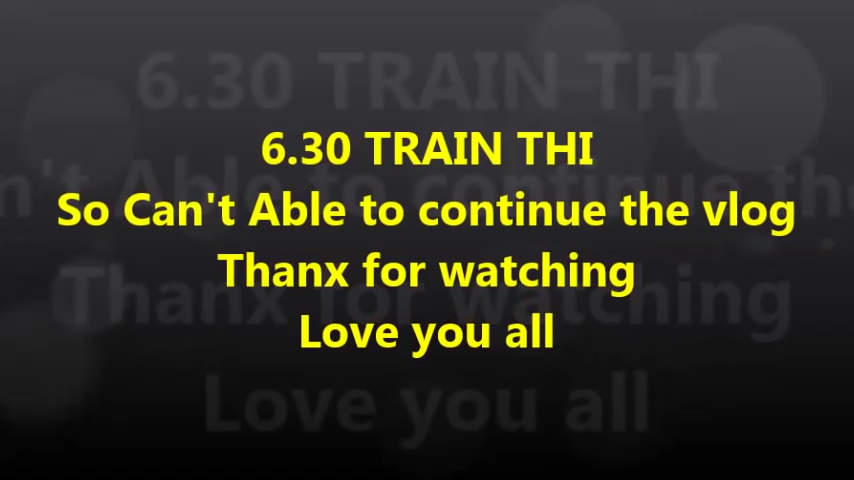 6.30 TRAIN THI
So Can't Able to continue the vlog
Thanx for watching
Love you all